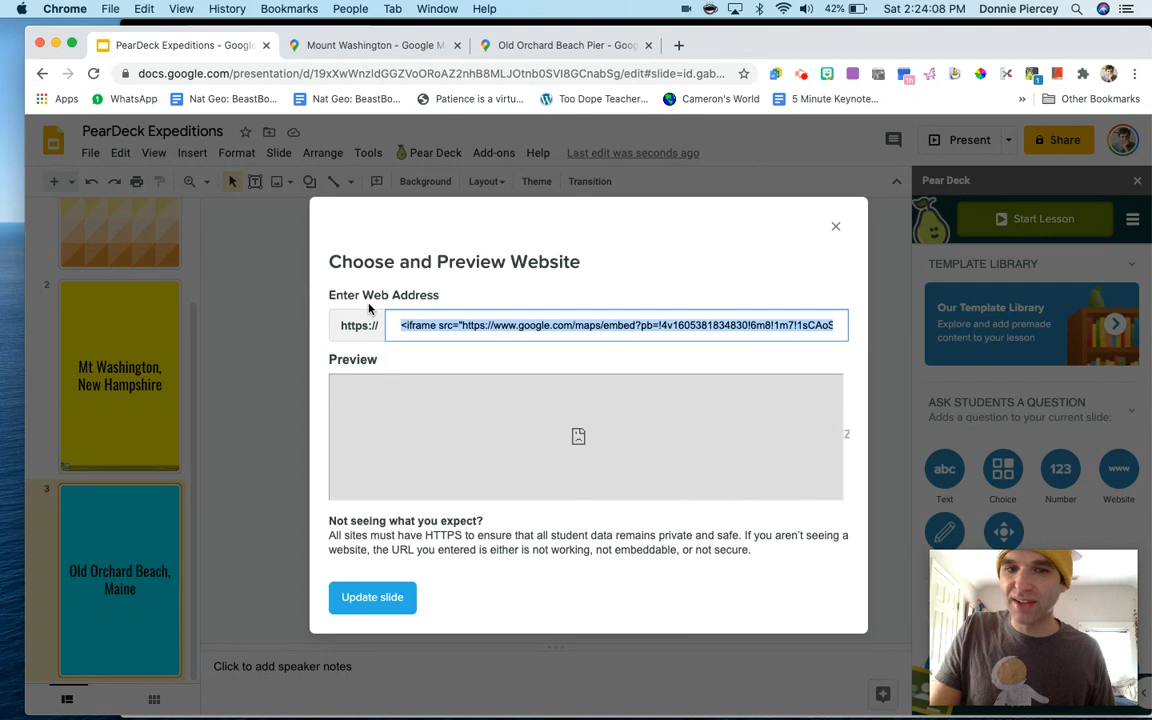 Chrome File Edit View History Bookmarks People Tab Window Help 42% Sat 2:24:08 PM Donnie Piercey
PearDeck Expeditions - Google Mount Washington - Google M Old Orchard Beach Pier - Goog
docs.google.com/presentation/d/19xXwWnzIdGGZVoORoAZ2nhB8MLJOtnb0SVI8GCnabSg/edit#slide=id.gab...
Apps WhatsApp Nat Geo: BeastBo... Nat Geo: BeastBo... Patience is a virtu... Too Dope Teacher... Cameron's World 5 Minute Keynote... » Other Bookmarks
PearDeck Expeditions
File Edit View Insert Format Slide Arrange Tools Pear Deck Add-ons Help Last edit was seconds ago
Present Share
Background Layout Theme Transition
Pear Deck
Start Lesson
TEMPLATE LIBRARY
Our Template Library
Explore and add premade
content to your lesson
ASK STUDENTS A QUESTION
Adds a question to your current slide:
abc 123 www
Text Choice Number Website
2
Mt Washington,
New Hampshire
3
Old Orchard Beach,
Maine
Choose and Preview Website
Enter Web Address
https:// <iframe src="https://www.google.com/maps/embed?pb=!4v1605381834830!6m8!1m7!1sCAoS
Preview
Not seeing what you expect?
All sites must have HTTPS to ensure that all student data remains private and safe. If you aren't seeing a
website, the URL you entered is either is not working, not embeddable, or not secure.
Update slide
Click to add speaker notes